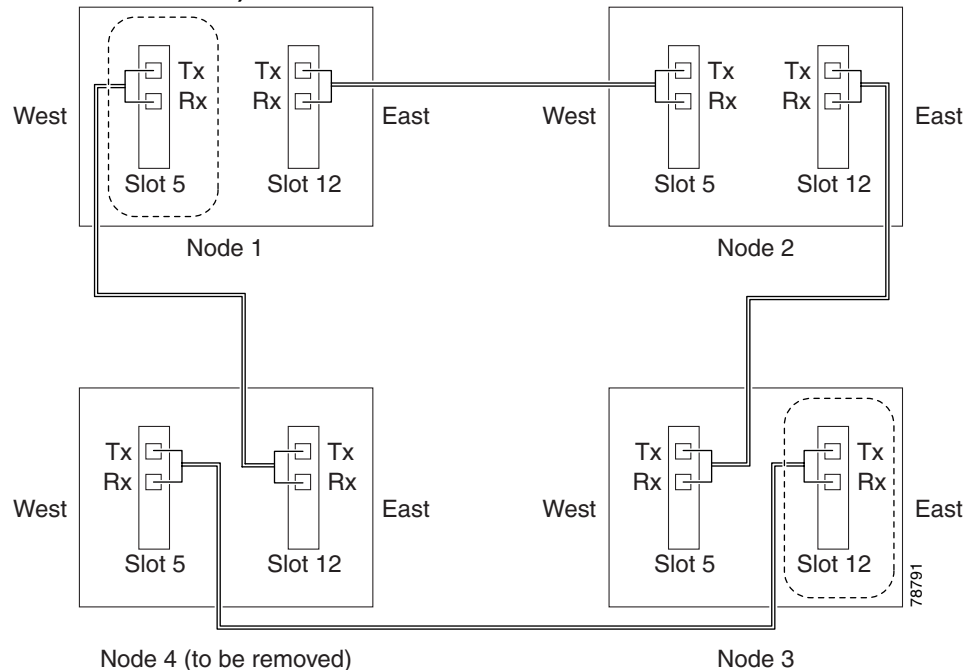 Tx Tx Tx Tx
Rx Rx Rx Rx
West East West East
Slot 5 Slot 12 Slot 5 Slot 12
Node 1 Node 2
Tx Tx Tx Tx
Rx Rx Rx Rx
West East West East
Slot 5 Slot 12 Slot 5 Slot 12
78791
Node 4 (to be removed) Node 3